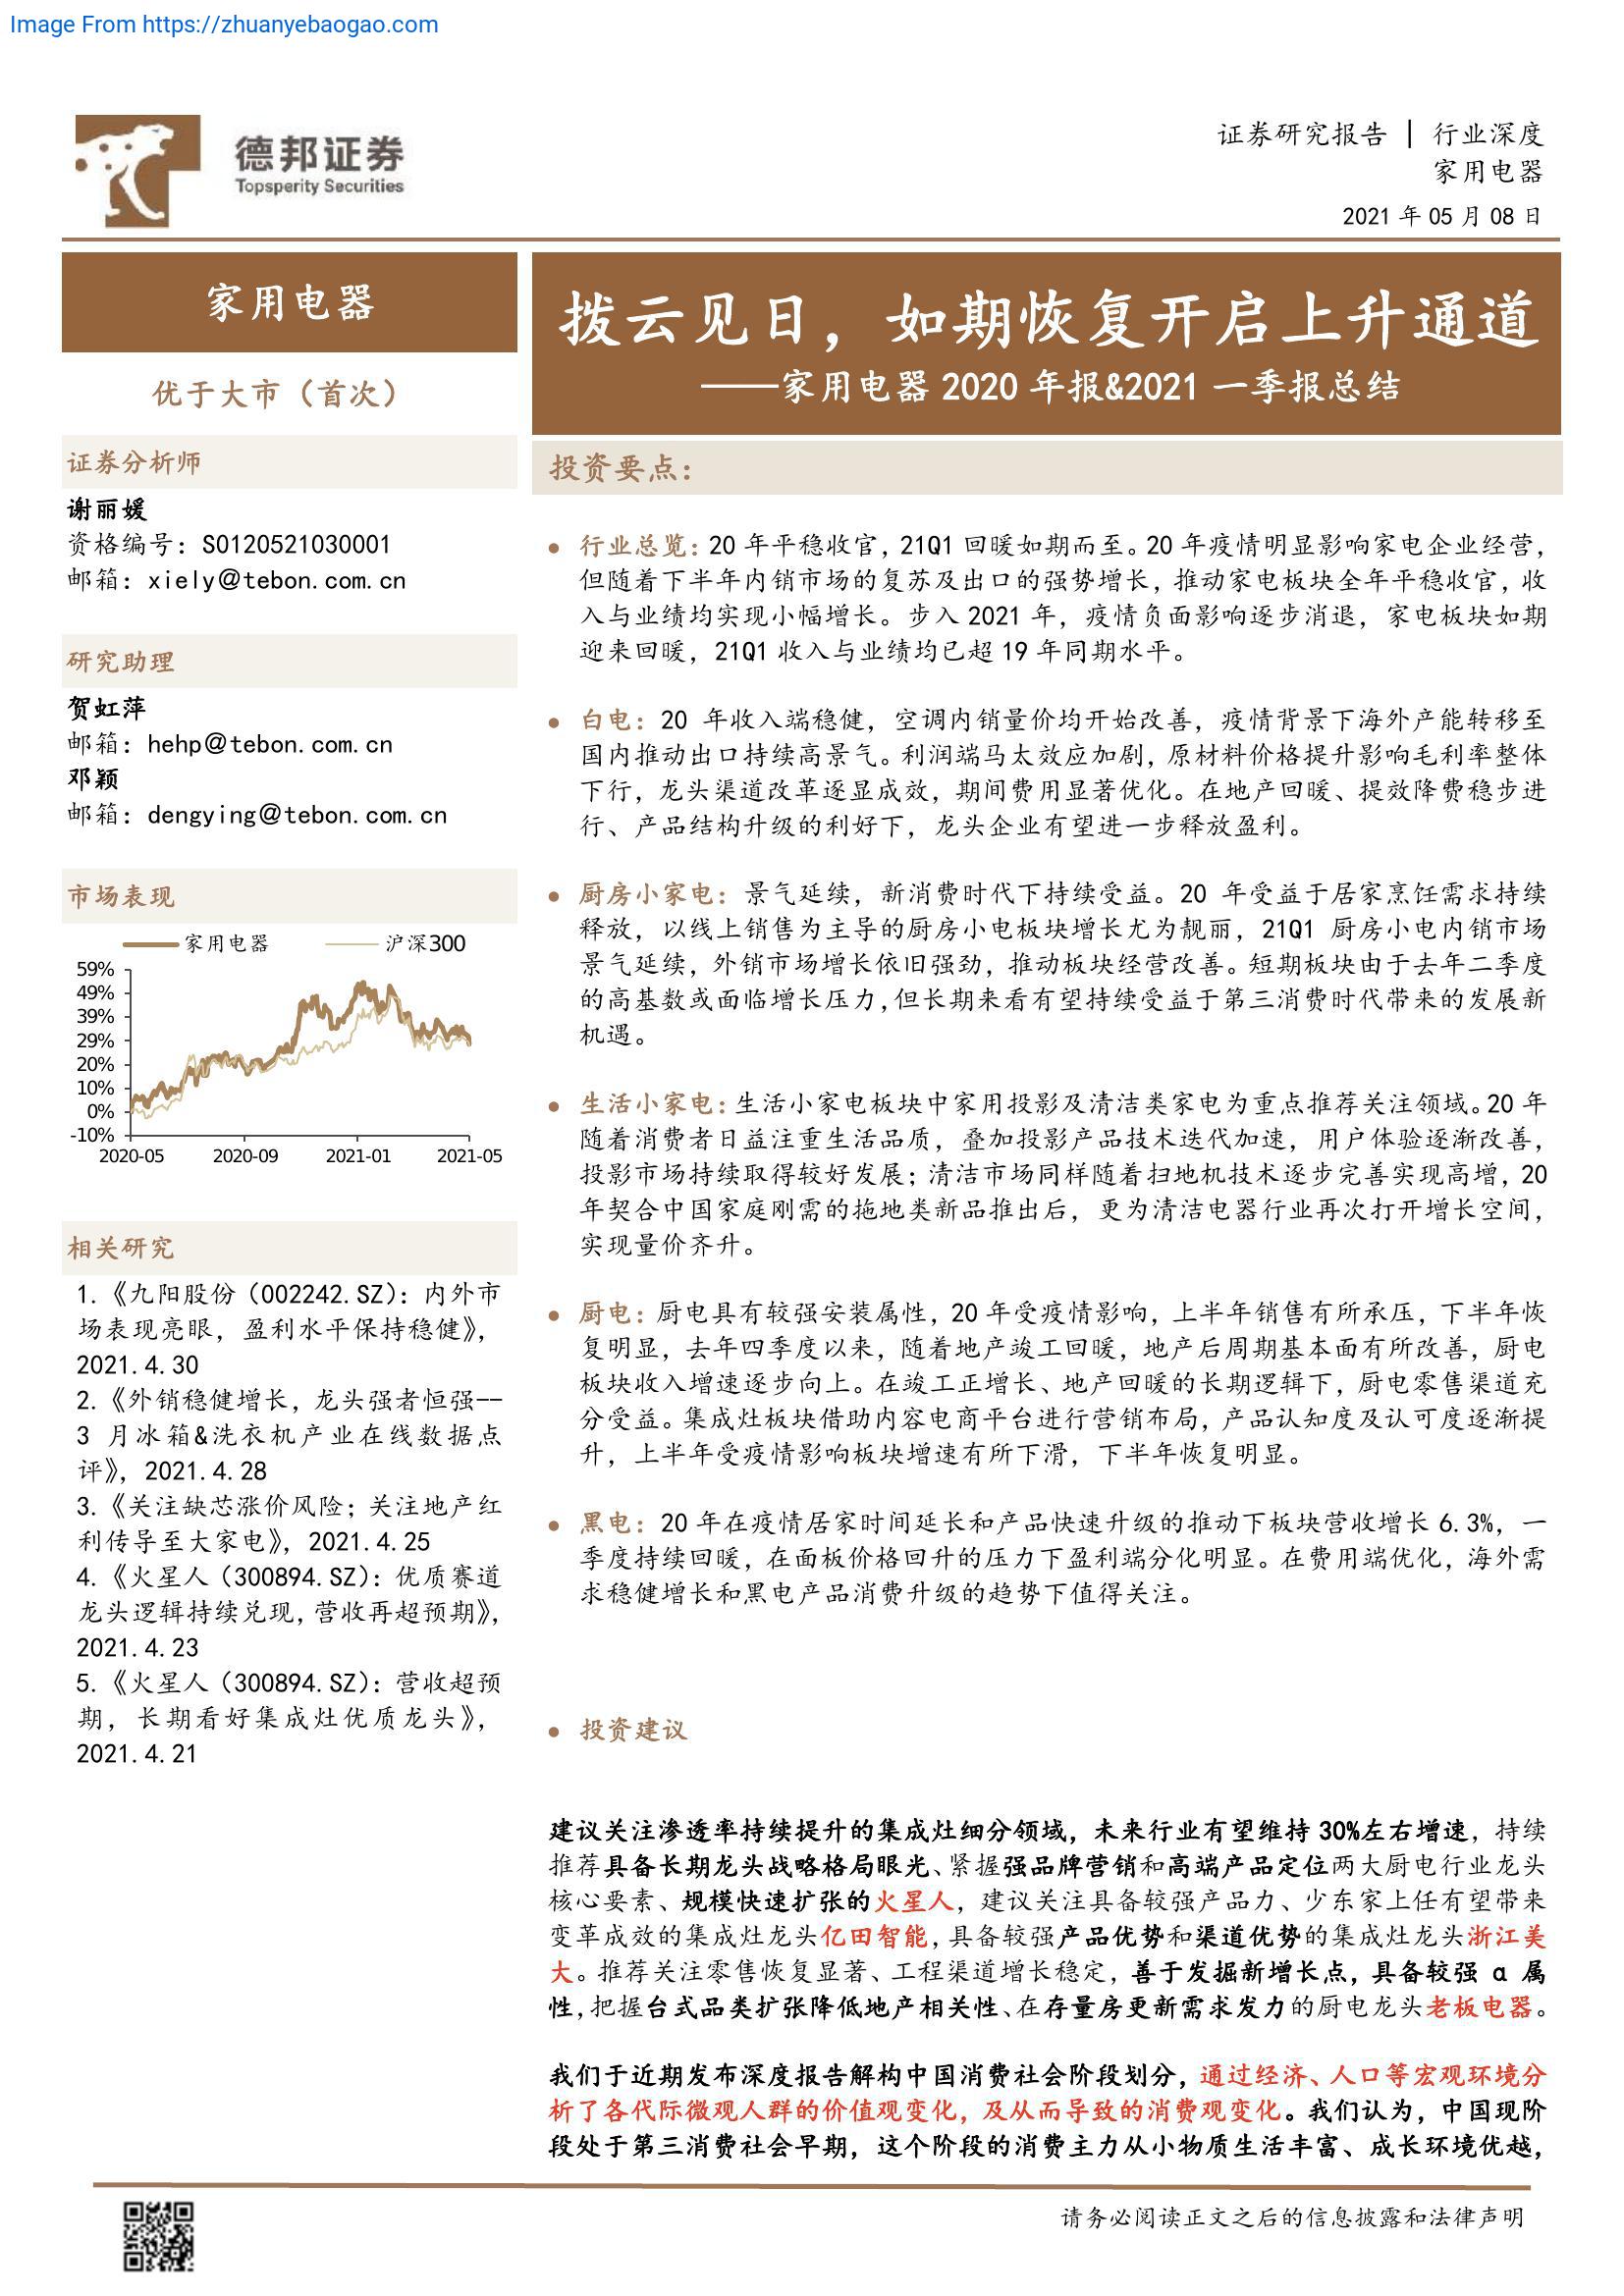 Image From https://zhuanyebaogao.com
德邦证券
Topsperity Securities
证券研究报告 | 行业深度
家用电器
2021 年 05 月 08 日
家用电器
优于大市（首次）
证券分析师
谢丽媛
资格编号：S0120521030001
邮箱：xiely@tebon.com.cn
研究助理
贺虹萍
邮箱：hehp@tebon.com.cn
邓颖
邮箱：dengying@tebon.com.cn
市场表现
家用电器 沪深300
59%
49%
39%
29%
20%
10%
0%
-10%
2020-05 2020-09 2021-01 2021-05
相关研究
1.《九阳股份（002242.SZ）：内外市
场表现亮眼，盈利水平保持稳健》，
2021.4.30
2.《外销稳健增长，龙头强者恒强--
3 月冰箱&洗衣机产业在线数据点
评》，2021.4.28
3.《关注缺芯涨价风险；关注地产红
利传导至大家电》，2021.4.25
4.《火星人（300894.SZ）：优质赛道
龙头逻辑持续兑现，营收再超预期》，
2021.4.23
5.《火星人（300894.SZ）：营收超预
期，长期看好集成灶优质龙头》，
2021.4.21
拨云见日，如期恢复开启上升通道
——家用电器 2020 年报&2021 一季报总结
投资要点：
● 行业总览：20 年平稳收官，21Q1 回暖如期而至。20 年疫情明显影响家电企业经营，
但随着下半年内销市场的复苏及出口的强势增长，推动家电板块全年平稳收官，收
入与业绩均实现小幅增长。步入 2021 年，疫情负面影响逐步消退，家电板块如期
迎来回暖，21Q1 收入与业绩均已超 19 年同期水平。
● 白电：20 年收入端稳健，空调内销量价均开始改善，疫情背景下海外产能转移至
国内推动出口持续高景气。利润端马太效应加剧，原材料价格提升影响毛利率整体
下行，龙头渠道改革逐显成效，期间费用显著优化。在地产回暖、提效降费稳步进
行、产品结构升级的利好下，龙头企业有望进一步释放盈利。
● 厨房小家电：景气延续，新消费时代下持续受益。20 年受益于居家烹饪需求持续
释放，以线上销售为主导的厨房小电板块增长尤为靓丽，21Q1 厨房小电内销市场
景气延续，外销市场增长依旧强劲，推动板块经营改善。短期板块由于去年二季度
的高基数或面临增长压力，但长期来看有望持续受益于第三消费时代带来的发展新
机遇。
● 生活小家电：生活小家电板块中家用投影及清洁类家电为重点推荐关注领域。20 年
随着消费者日益注重生活品质，叠加投影产品技术迭代加速，用户体验逐渐改善，
投影市场持续取得较好发展；清洁市场同样随着扫地机技术逐步完善实现高增，20
年契合中国家庭刚需的拖地类新品推出后，更为清洁电器行业再次打开增长空间，
实现量价齐升。
● 厨电：厨电具有较强安装属性，20 年受疫情影响，上半年销售有所承压，下半年恢
复明显，去年四季度以来，随着地产竣工回暖，地产后周期基本面有所改善，厨电
板块收入增速逐步向上。在竣工正增长、地产回暖的长期逻辑下，厨电零售渠道充
分受益。集成灶板块借助内容电商平台进行营销布局，产品认知度及认可度逐渐提
升，上半年受疫情影响板块增速有所下滑，下半年恢复明显。
● 黑电：20 年在疫情居家时间延长和产品快速升级的推动下板块营收增长 6.3%，一
季度持续回暖，在面板价格回升的压力下盈利端分化明显。在费用端优化，海外需
求稳健增长和黑电产品消费升级的趋势下值得关注。
● 投资建议
建议关注渗透率持续提升的集成灶细分领域，未来行业有望维持 30%左右增速，持续
推荐具备长期龙头战略格局眼光、紧握强品牌营销和高端产品定位两大厨电行业龙头
核心要素、规模快速扩张的火星人，建议关注具备较强产品力、少东家上任有望带来
变革成效的集成灶龙头亿田智能，具备较强产品优势和渠道优势的集成灶龙头浙江美
大。推荐关注零售恢复显著、工程渠道增长稳定，善于发掘新增长点，具备较强 α 属
性，把握台式品类扩张降低地产相关性、在存量房更新需求发力的厨电龙头老板电器。
我们于近期发布深度报告解构中国消费社会阶段划分，通过经济、人口等宏观环境分
析了各代际微观人群的价值观变化，及从而导致的消费观变化。我们认为，中国现阶
段处于第三消费社会早期，这个阶段的消费主力从小物质生活丰富、成长环境优越，
请务必阅读正文之后的信息披露和法律声明